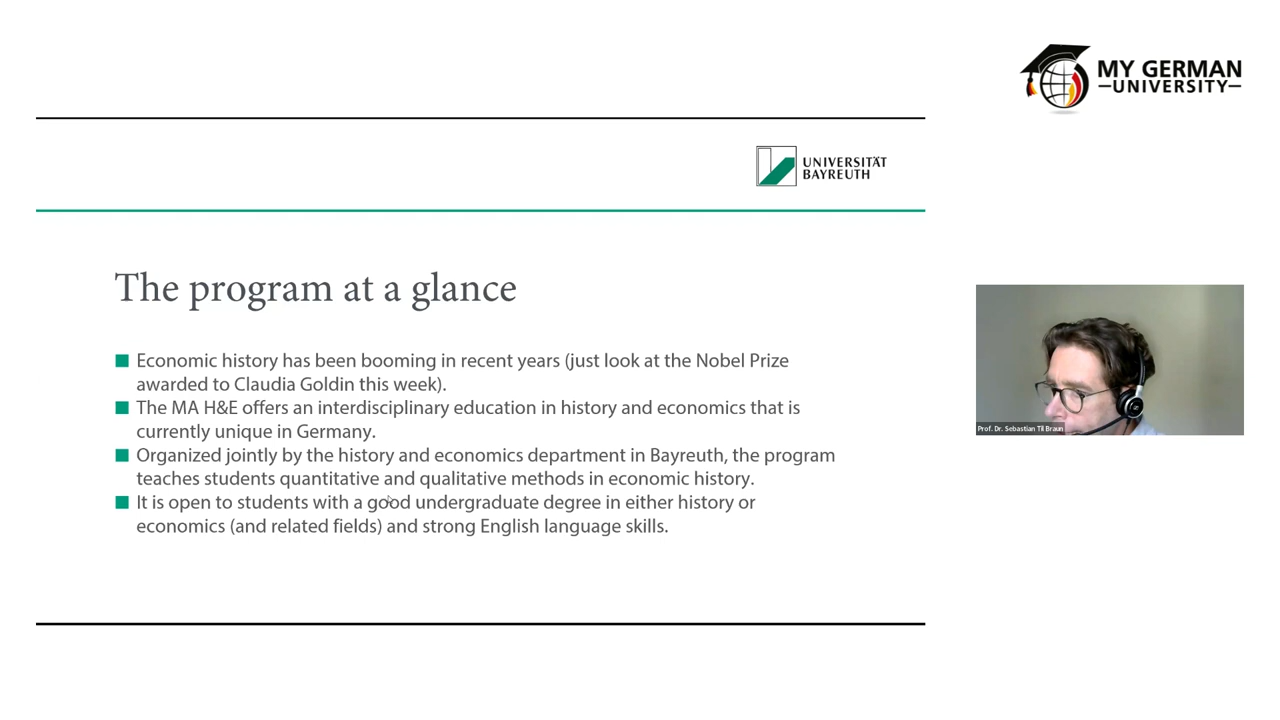 MY GERMAN
UNIVERSITY
UNIVERSITÄT
BAYREUTH
The program at a glance
Economic history has been booming in recent years (just look at the Nobel Prize
awarded to Claudia Goldin this week).
The MA H&E offers an interdisciplinary education in history and economics that is
currently unique in Germany.
Organized jointly by the history and economics department in Bayreuth, the program
teaches students quantitative and qualitative methods in economic history.
It is open to students with a good undergraduate degree in either history or
economics (and related fields) and strong English language skills.
Prof. Dr. Sebastian Til Braun